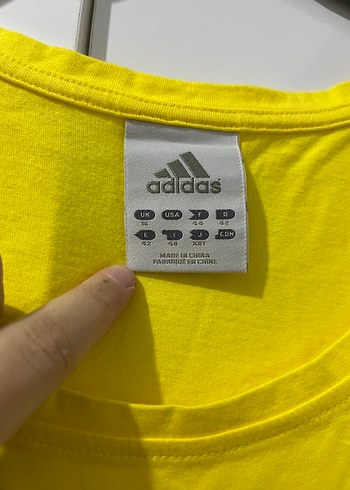 adidas
UK USA F D
16 44 42
E I J CDN
42 48 XOT
MADE IN CHINA
FABRIQUÉ EN CHINE